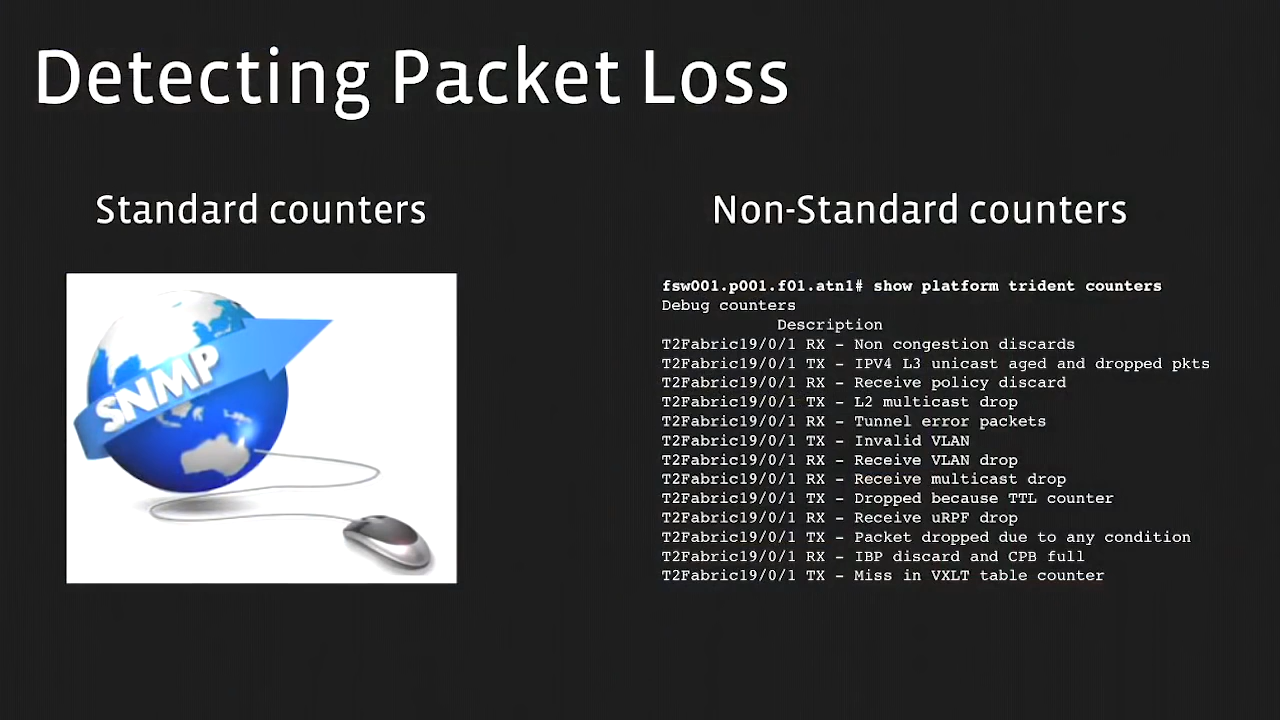 Detecting Packet Loss
Standard counters
SNMP
Non-Standard counters
fsw001.p001.f01.atn1# show platform trident counters
Debug counters
Description
T2Fabric19/0/1 RX - Non congestion discards
T2Fabric19/0/1 TX - IPV4 L3 unicast aged and dropped pkts
T2Fabric19/0/1 RX - Receive policy discard
T2Fabric19/0/1 TX - L2 multicast drop
T2Fabric19/0/1 RX - Tunnel error packets
T2Fabric19/0/1 TX - Invalid VLAN
T2Fabric19/0/1 RX - Receive VLAN drop
T2Fabric19/0/1 RX - Receive multicast drop
T2Fabric19/0/1 TX - Dropped because TTL counter
T2Fabric19/0/1 RX - Receive uRPF drop
T2Fabric19/0/1 TX - Packet dropped due to any condition
T2Fabric19/0/1 RX - IBP discard and CPB full
T2Fabric19/0/1 TX - Miss in VXLT table counter